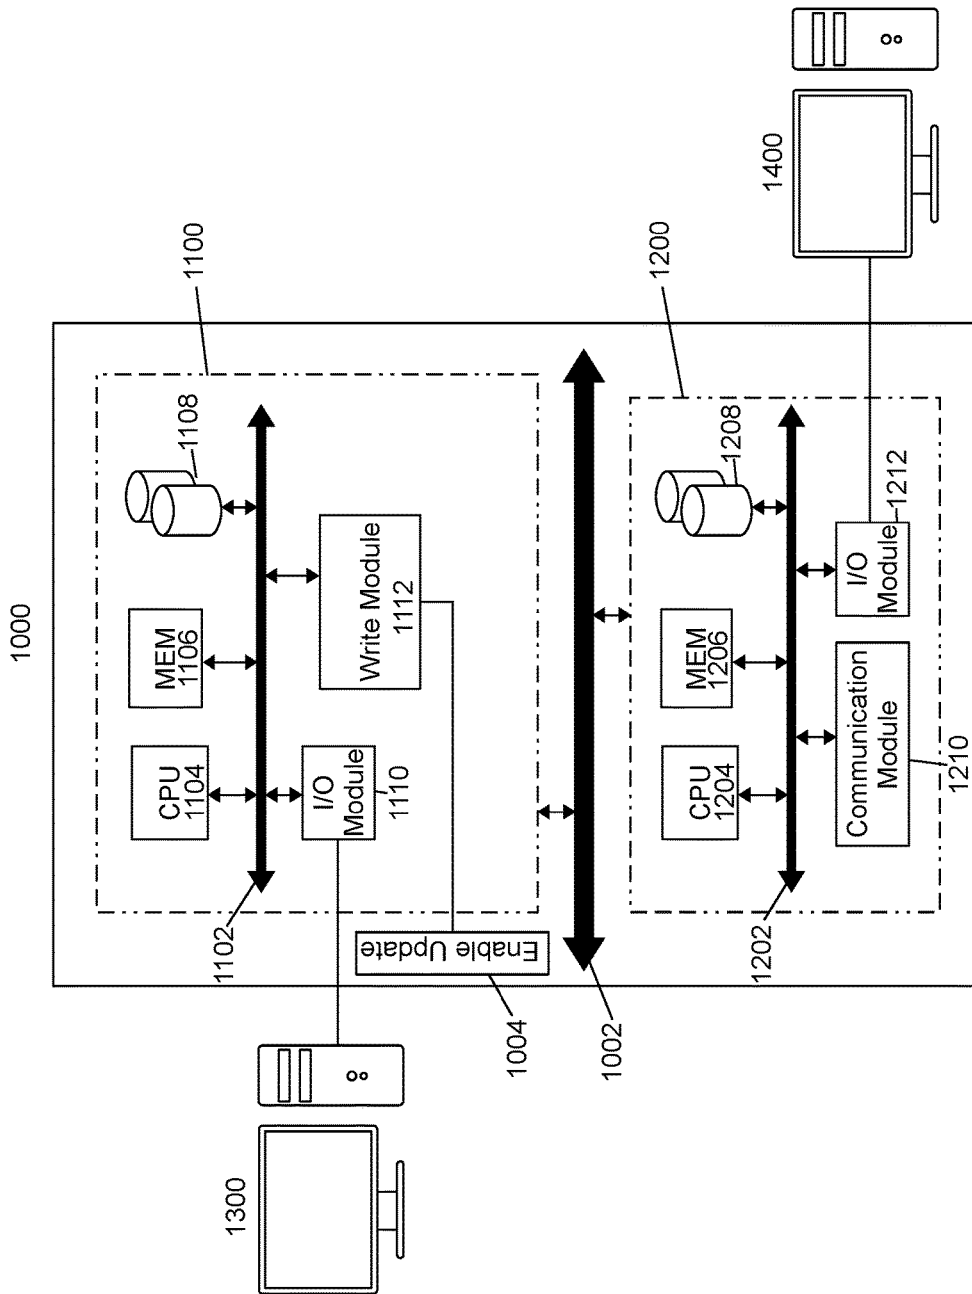 1000
1300
1400
1100
1200
CPU
1104
MEM
1106
1108
1102
I/O
Module
1110
Write Module
1112
Enable Update
1004
1002
CPU
1204
MEM
1206
1208
1202
Communication
Module
1210
I/O
Module
1212